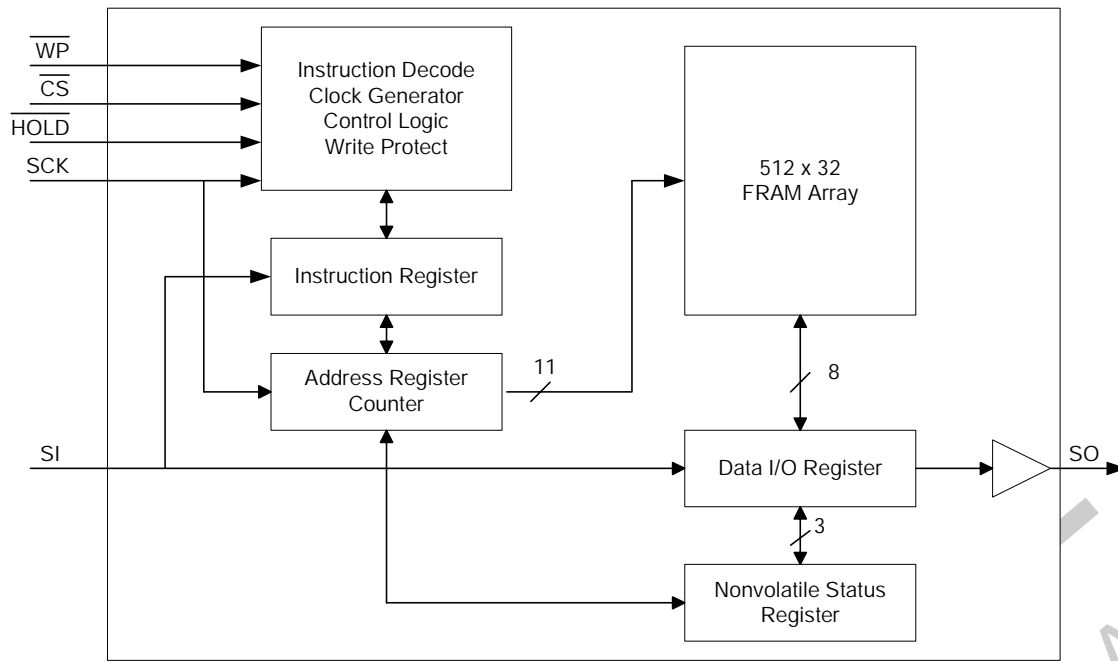 WP
CS
HOLD
SCK
Instruction Decode
Clock Generator
Control Logic
Write Protect
512 x 32
FRAM Array
Instruction Register
Address Register
Counter
11
8
SI
Data I/O Register
SO
3
Nonvolatile Status
Register